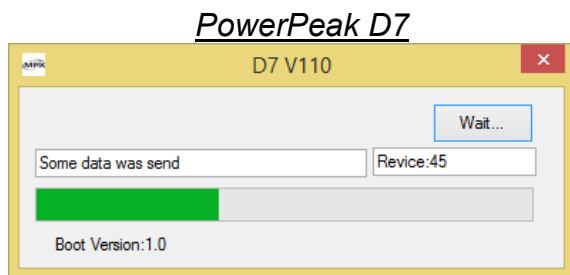 PowerPeak D7
MPX
D7 V110
Wait...
Some data was send
Revice:45
Boot Version:1.0